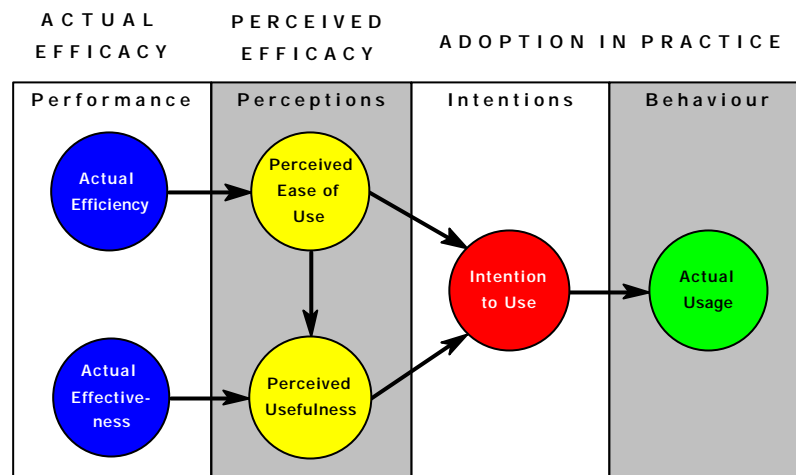 ACTUAL
EFFICACY
PERCEIVED
EFFICACY
ADOPTION IN PRACTICE
Performance
Perceptions
Intentions
Behaviour
Actual
Efficiency
Perceived
Ease of
Use
Intention
to Use
Actual
Usage
Actual
Effective-
ness
Perceived
Usefulness